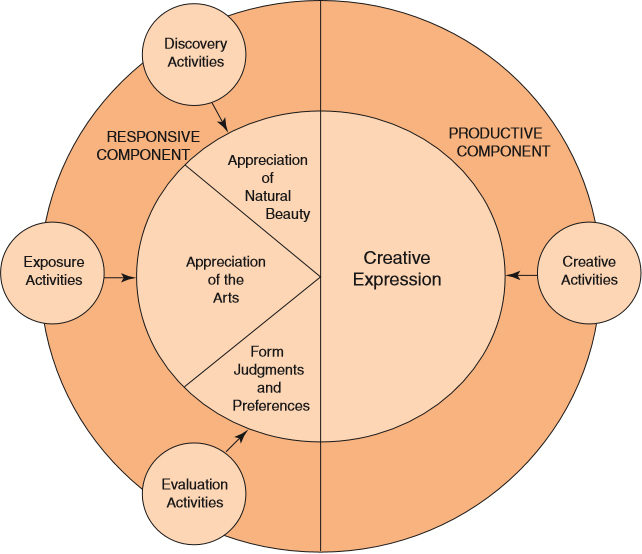 Discovery
Activities
RESPONSIVE
COMPONENT
PRODUCTIVE
COMPONENT
Appreciation
of
Natural
Beauty
Exposure
Activities
Appreciation
of the
Arts
Creative
Expression
Creative
Activities
Form
Judgments
and
Preferences
Evaluation
Activities